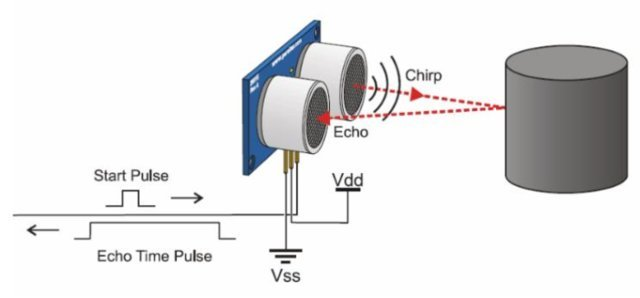 Chirp
Echo
Start Pulse
Vdd
Echo Time Pulse
Vss